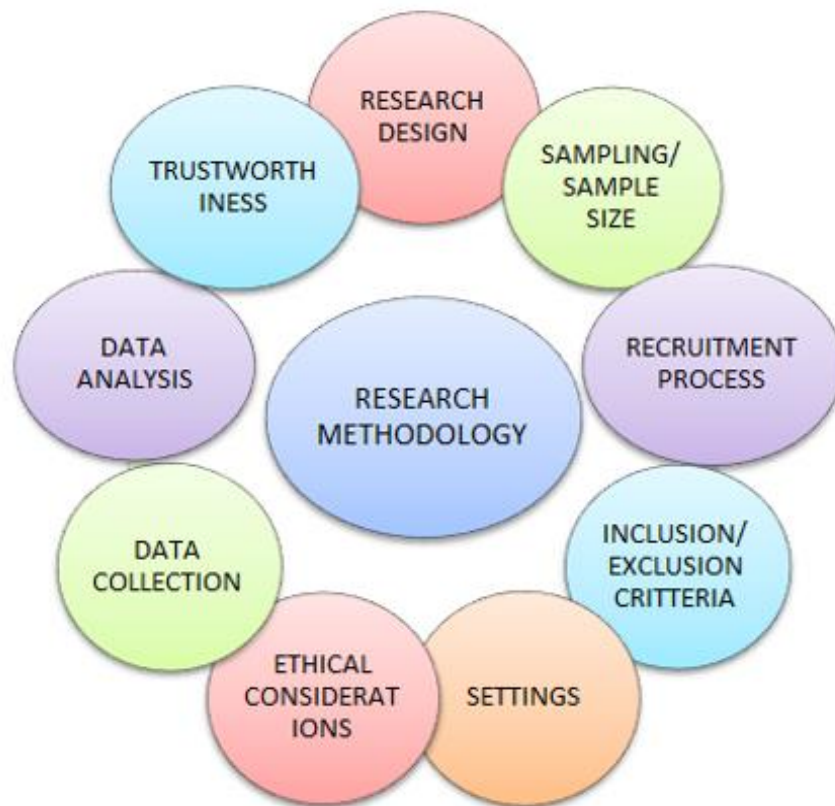 RESEARCH
DESIGN
SAMPLING/
SAMPLE
SIZE
RECRUITMENT
PROCESS
INCLUSION/
EXCLUSION
CRITTERIA
SETTINGS
ETHICAL
CONSIDERAT
IONS
DATA
COLLECTION
DATA
ANALYSIS
TRUSTWORTH
INESS
RESEARCH
METHODOLOGY